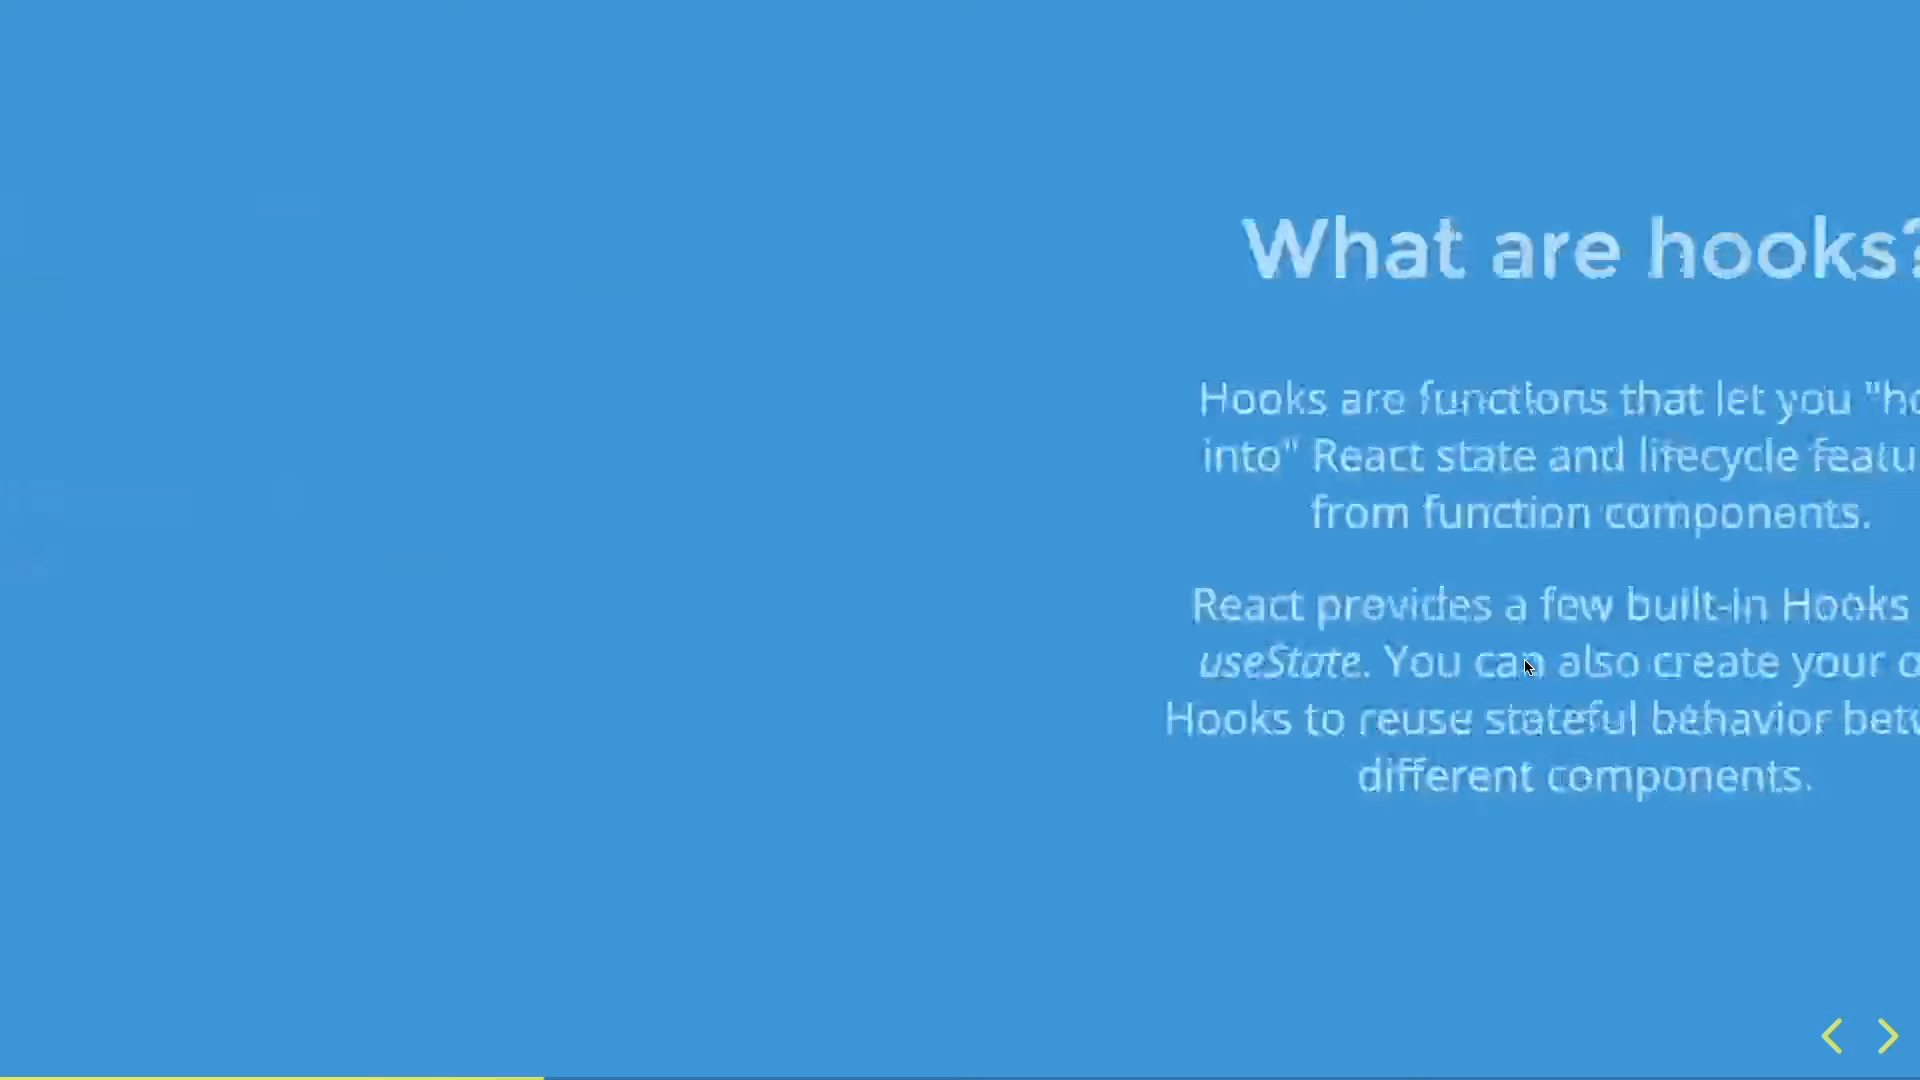 What are hooks?
Hooks are functions that let you "ho
into" React state and lifecycle featu
from function components.
React provides a few built-in Hooks
useState. You can also create your o
Hooks to reuse stateful behavior betw
different components.